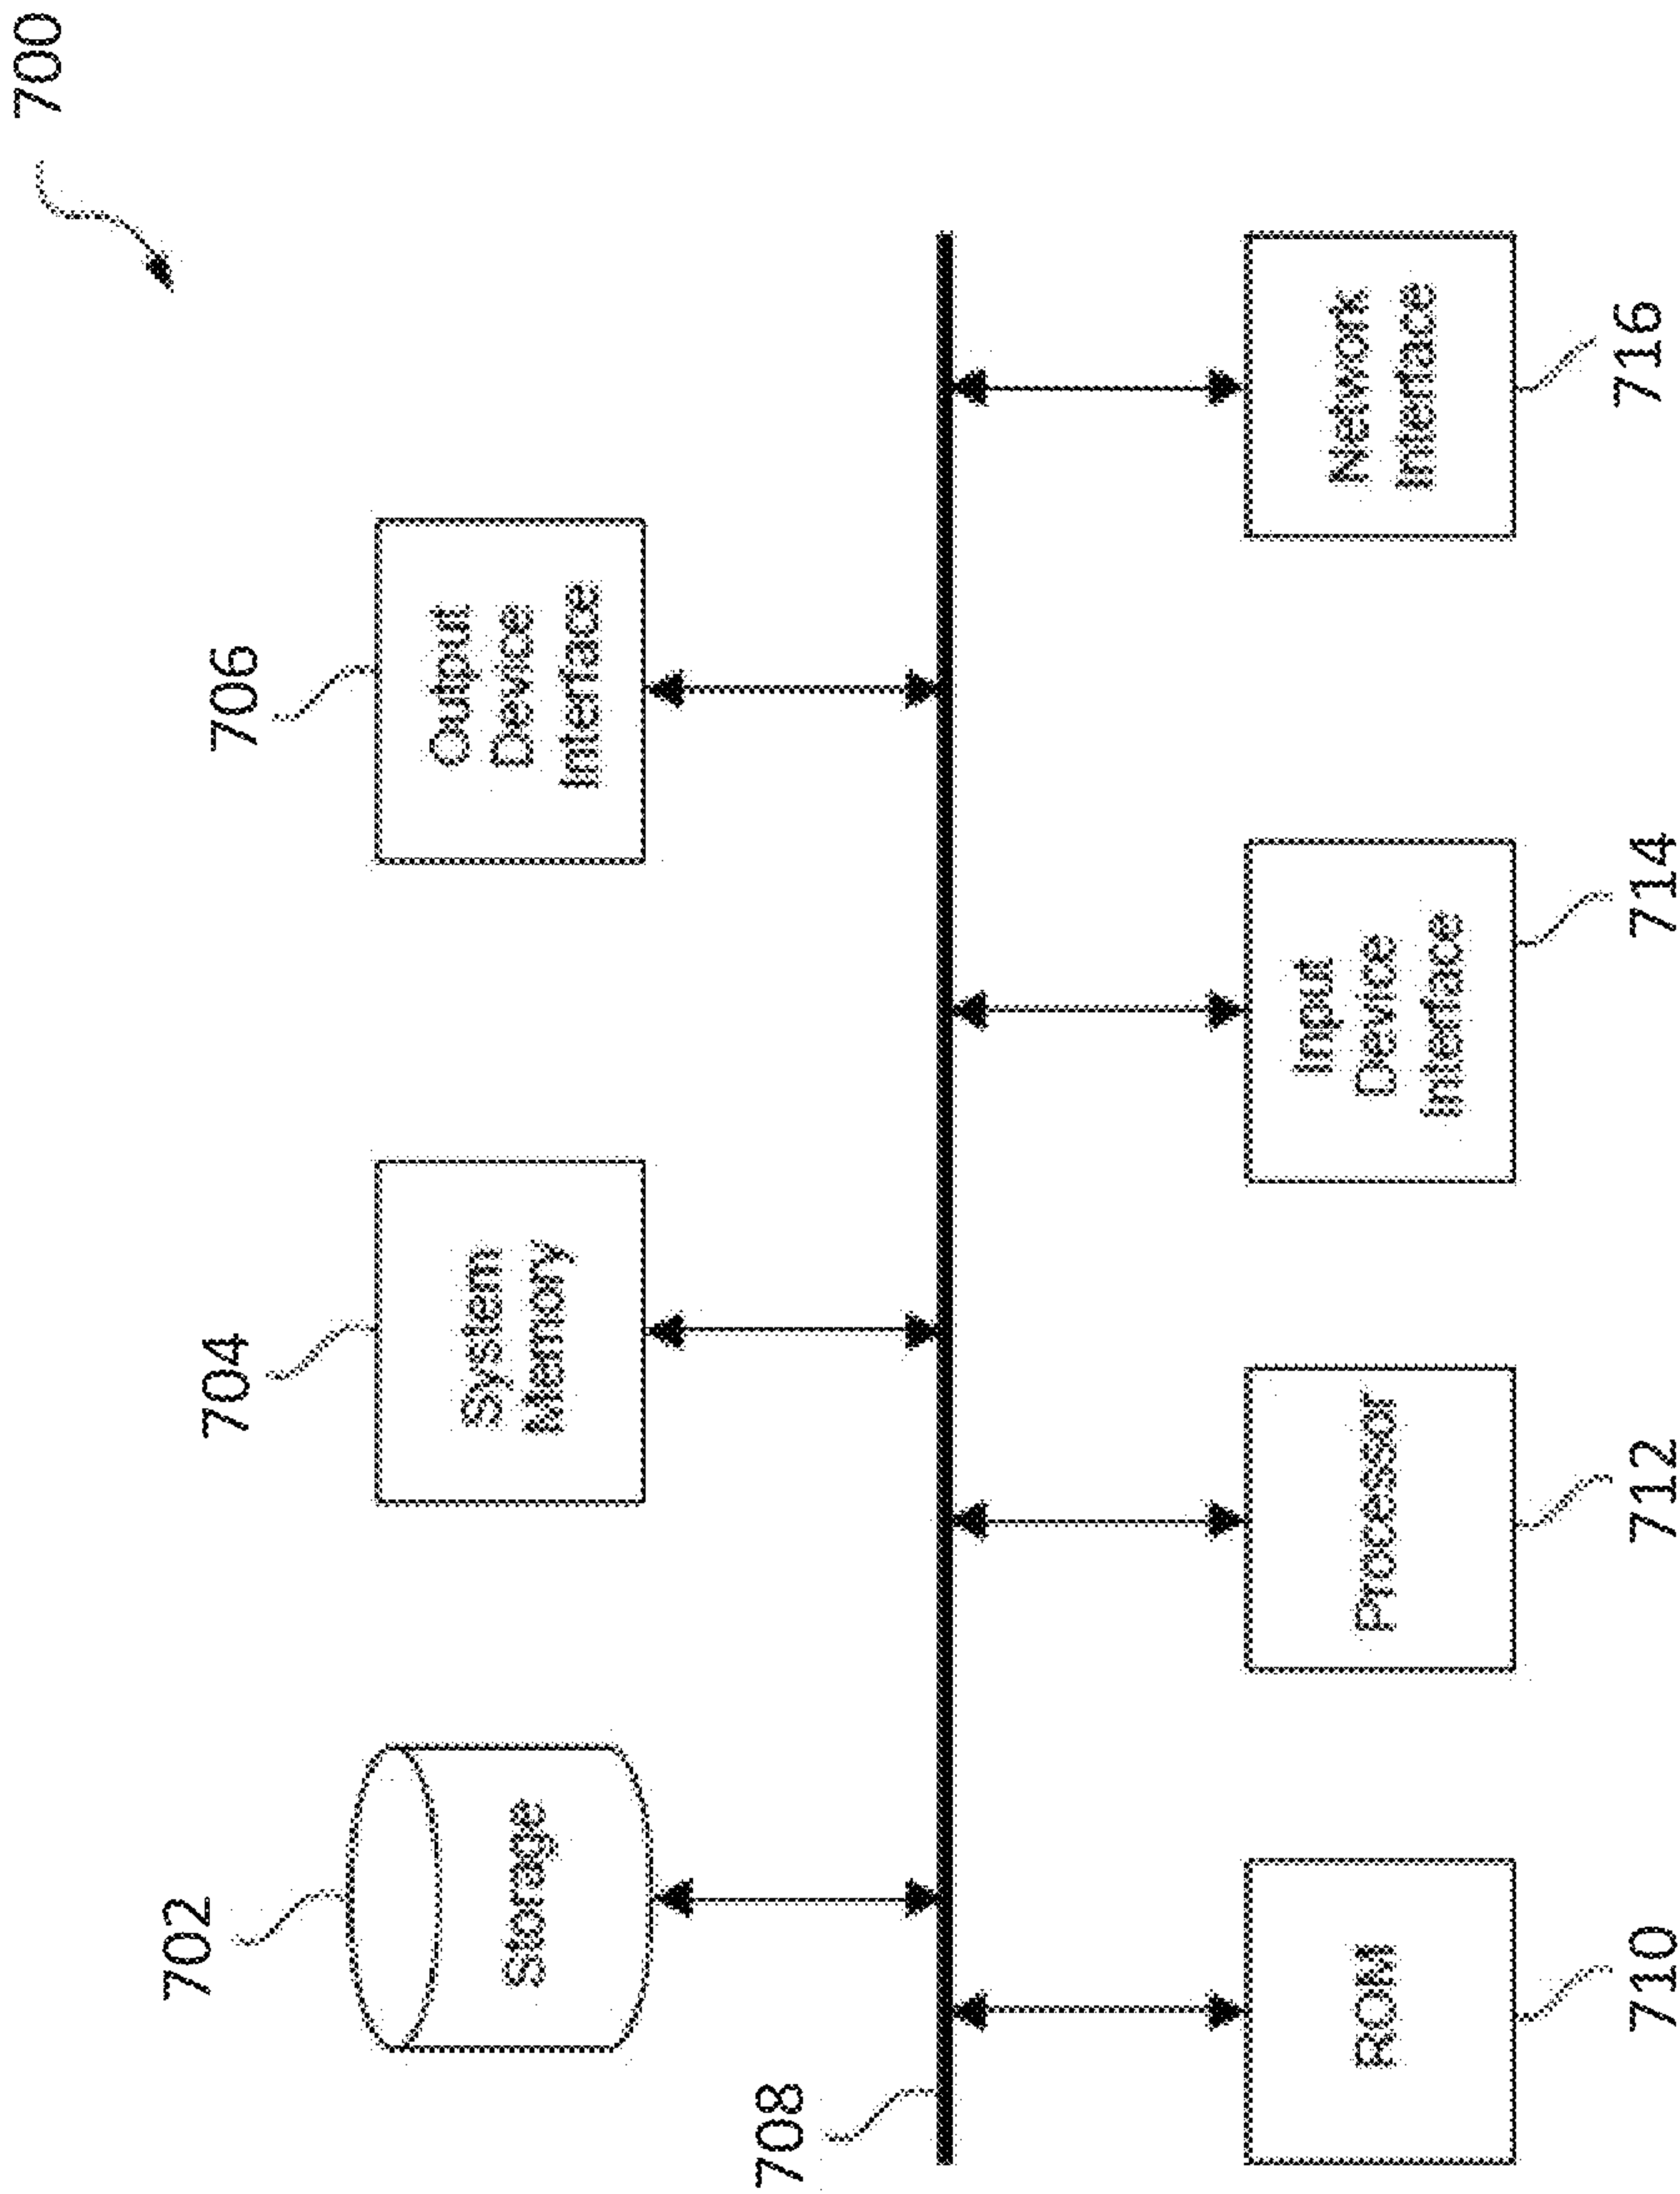 700
702
704
706
Storage
System
Memory
Output
Device
Interface
708
ROM
Processor
Input
Device
Interface
Network
Interface
710
712
714
716